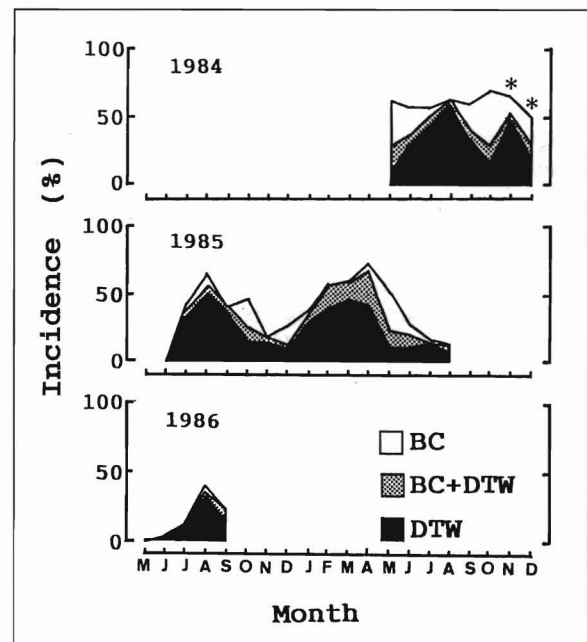 100
1984
50
0
* *
100
1985
50
0
100
1986
50
0
BC
BC+DTW
DTW
M J J A S O N D J F M A M J J A S O N D
Month
Incidence (%)